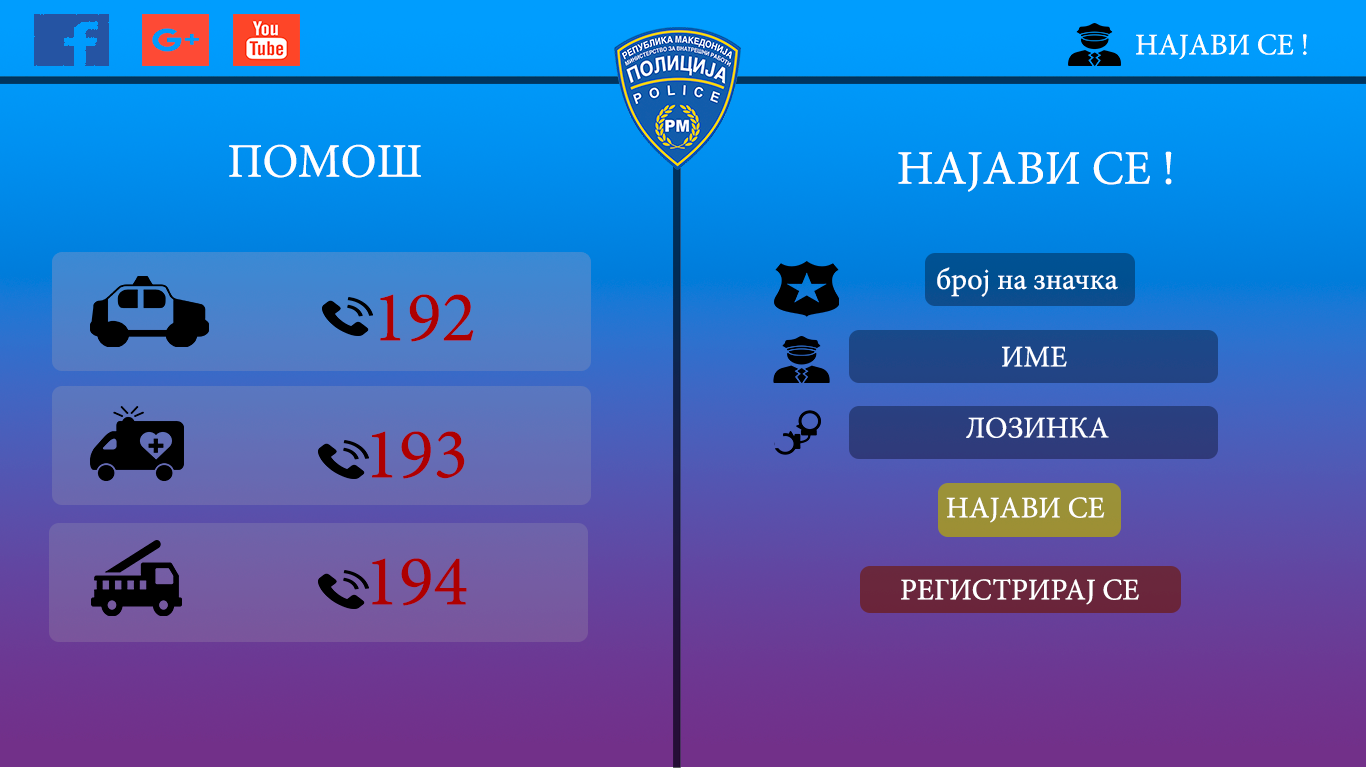 f
G+
You
Tube
НАЈАВИ СЕ !
РЕПУБЛИКА МАКЕДОНИЈА
МИНИСТЕРСТВО ЗА ВНАТРЕШНИ РАБОТИ
ПОЛИЦИЈА
POLICE
РМ
ПОМОШ
192
193
194
НАЈАВИ СЕ !
број на значка
ИМЕ
ЛОЗИНКА
НАЈАВИ СЕ
РЕГИСТРИРАЈ СЕ